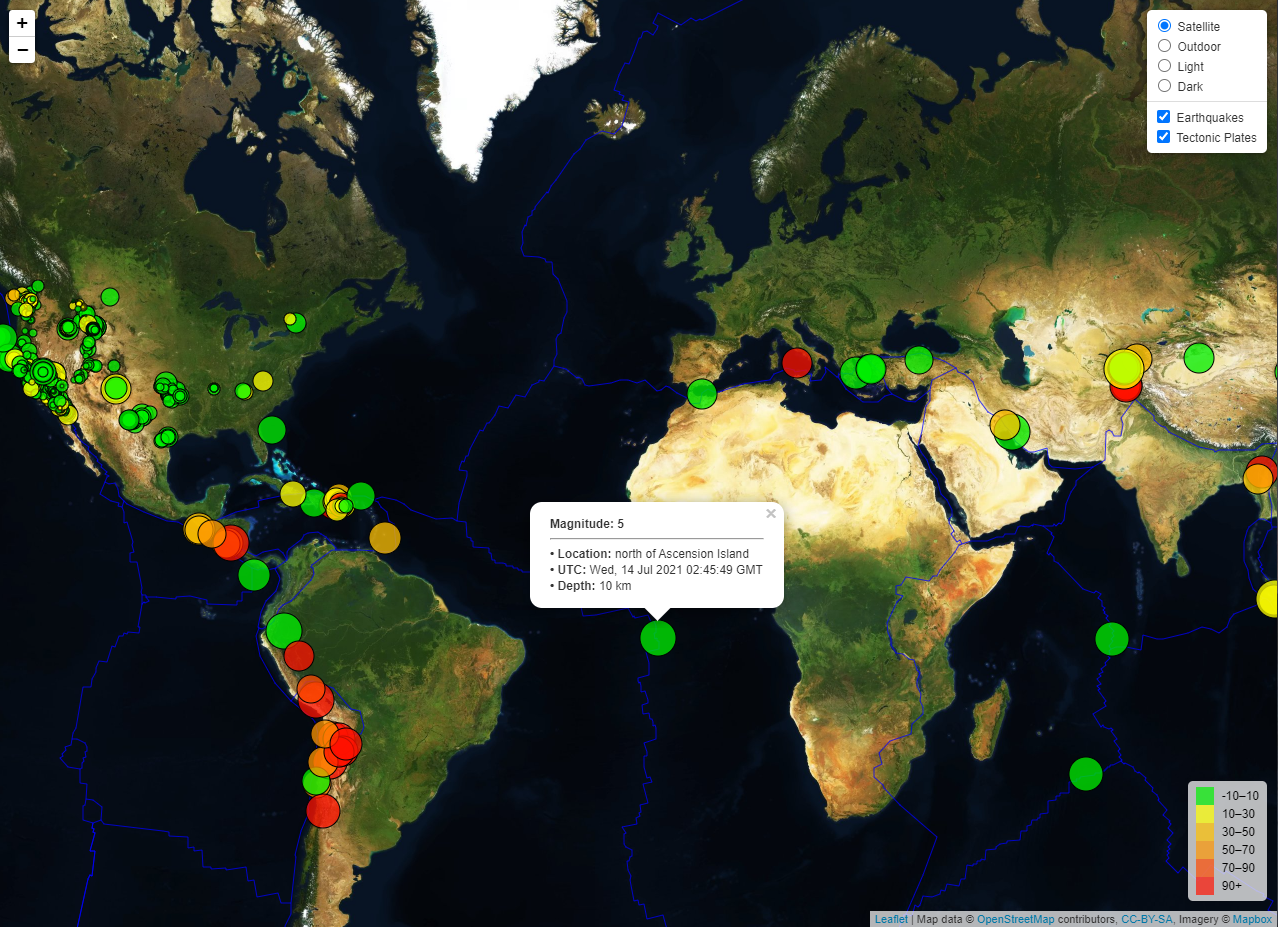 +
−
Satellite
Outdoor
Light
Dark
Earthquakes
Tectonic Plates
×
Magnitude: 5
• Location: north of Ascension Island
• UTC: Wed, 14 Jul 2021 02:45:49 GMT
• Depth: 10 km
-10–10
10–30
30–50
50–70
70–90
90+
Leaflet | Map data © OpenStreetMap contributors, CC-BY-SA, Imagery © Mapbox